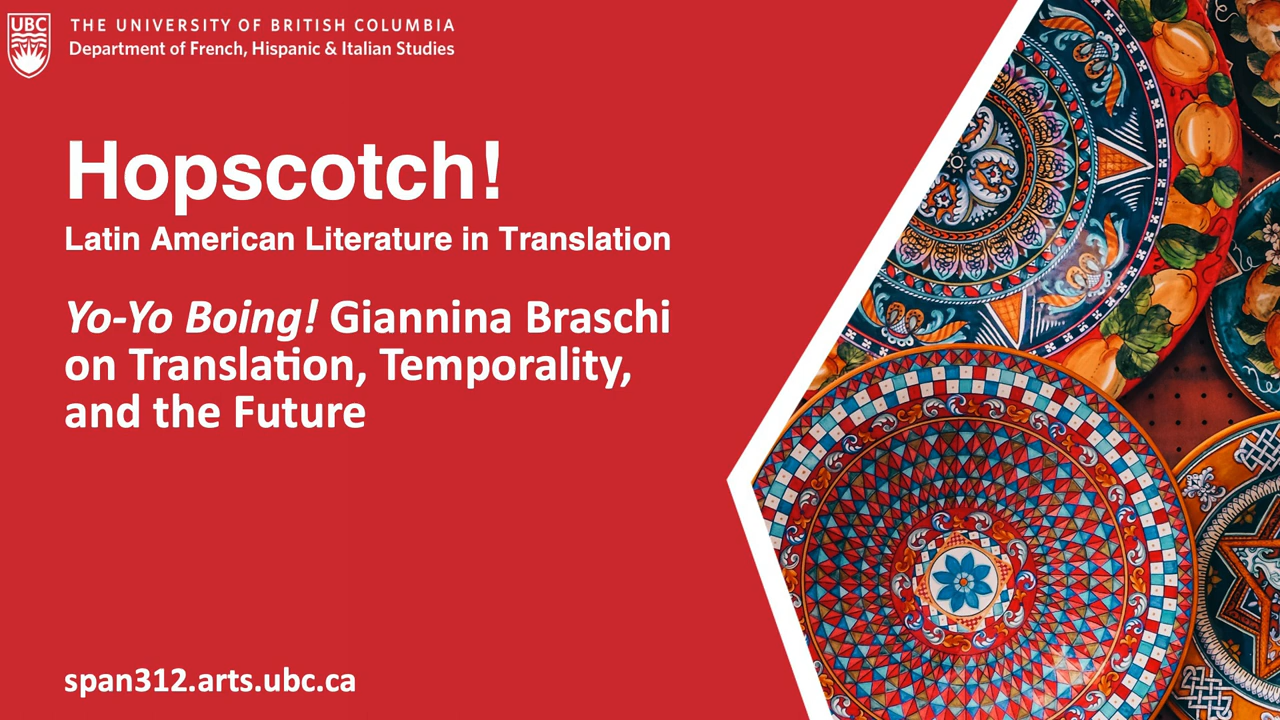 UBC
THE UNIVERSITY OF BRITISH COLUMBIA
Department of French, Hispanic & Italian Studies
Hopscotch!
Latin American Literature in Translation
Yo-Yo Boing! Giannina Braschi
on Translation, Temporality,
and the Future
span312.arts.ubc.ca